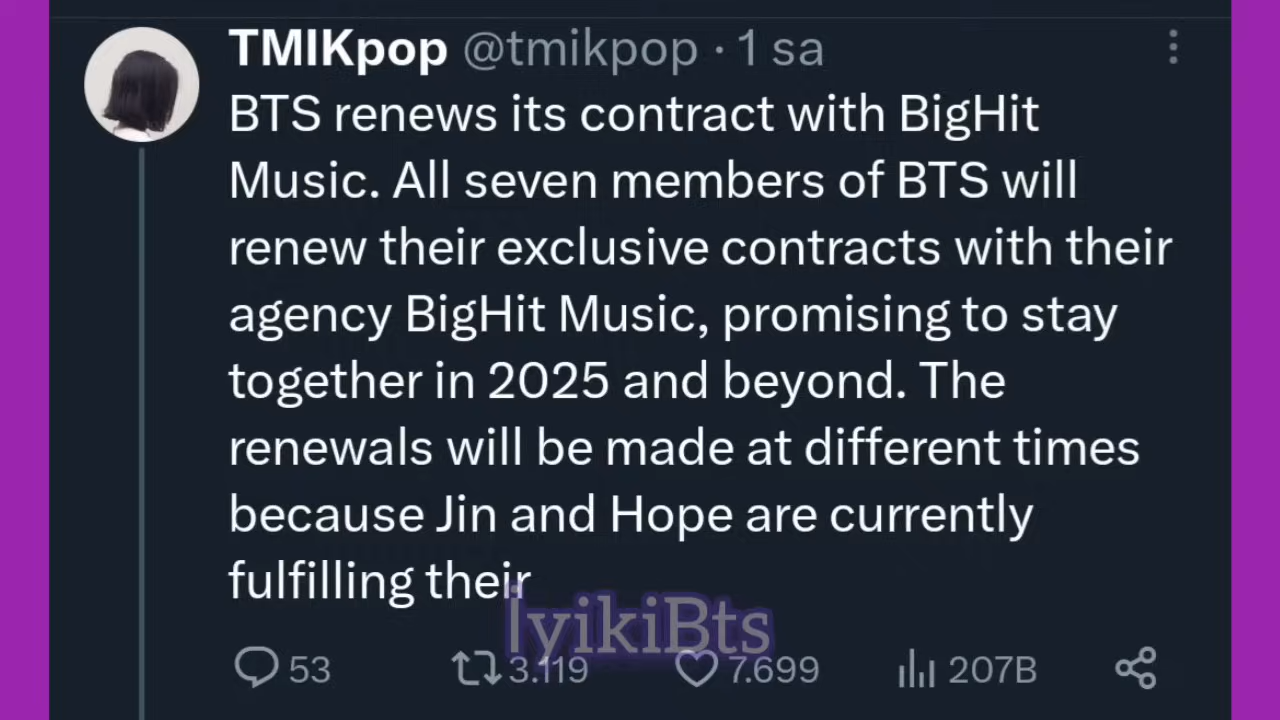 TMIKpop @tmikpop · 1 sa
BTS renews its contract with BigHit
Music. All seven members of BTS will
renew their exclusive contracts with their
agency BigHit Music, promising to stay
together in 2025 and beyond. The
renewals will be made at different times
because Jin and Hope are currently
fulfilling their
İyikiBts
53 3.119 7.699 207B